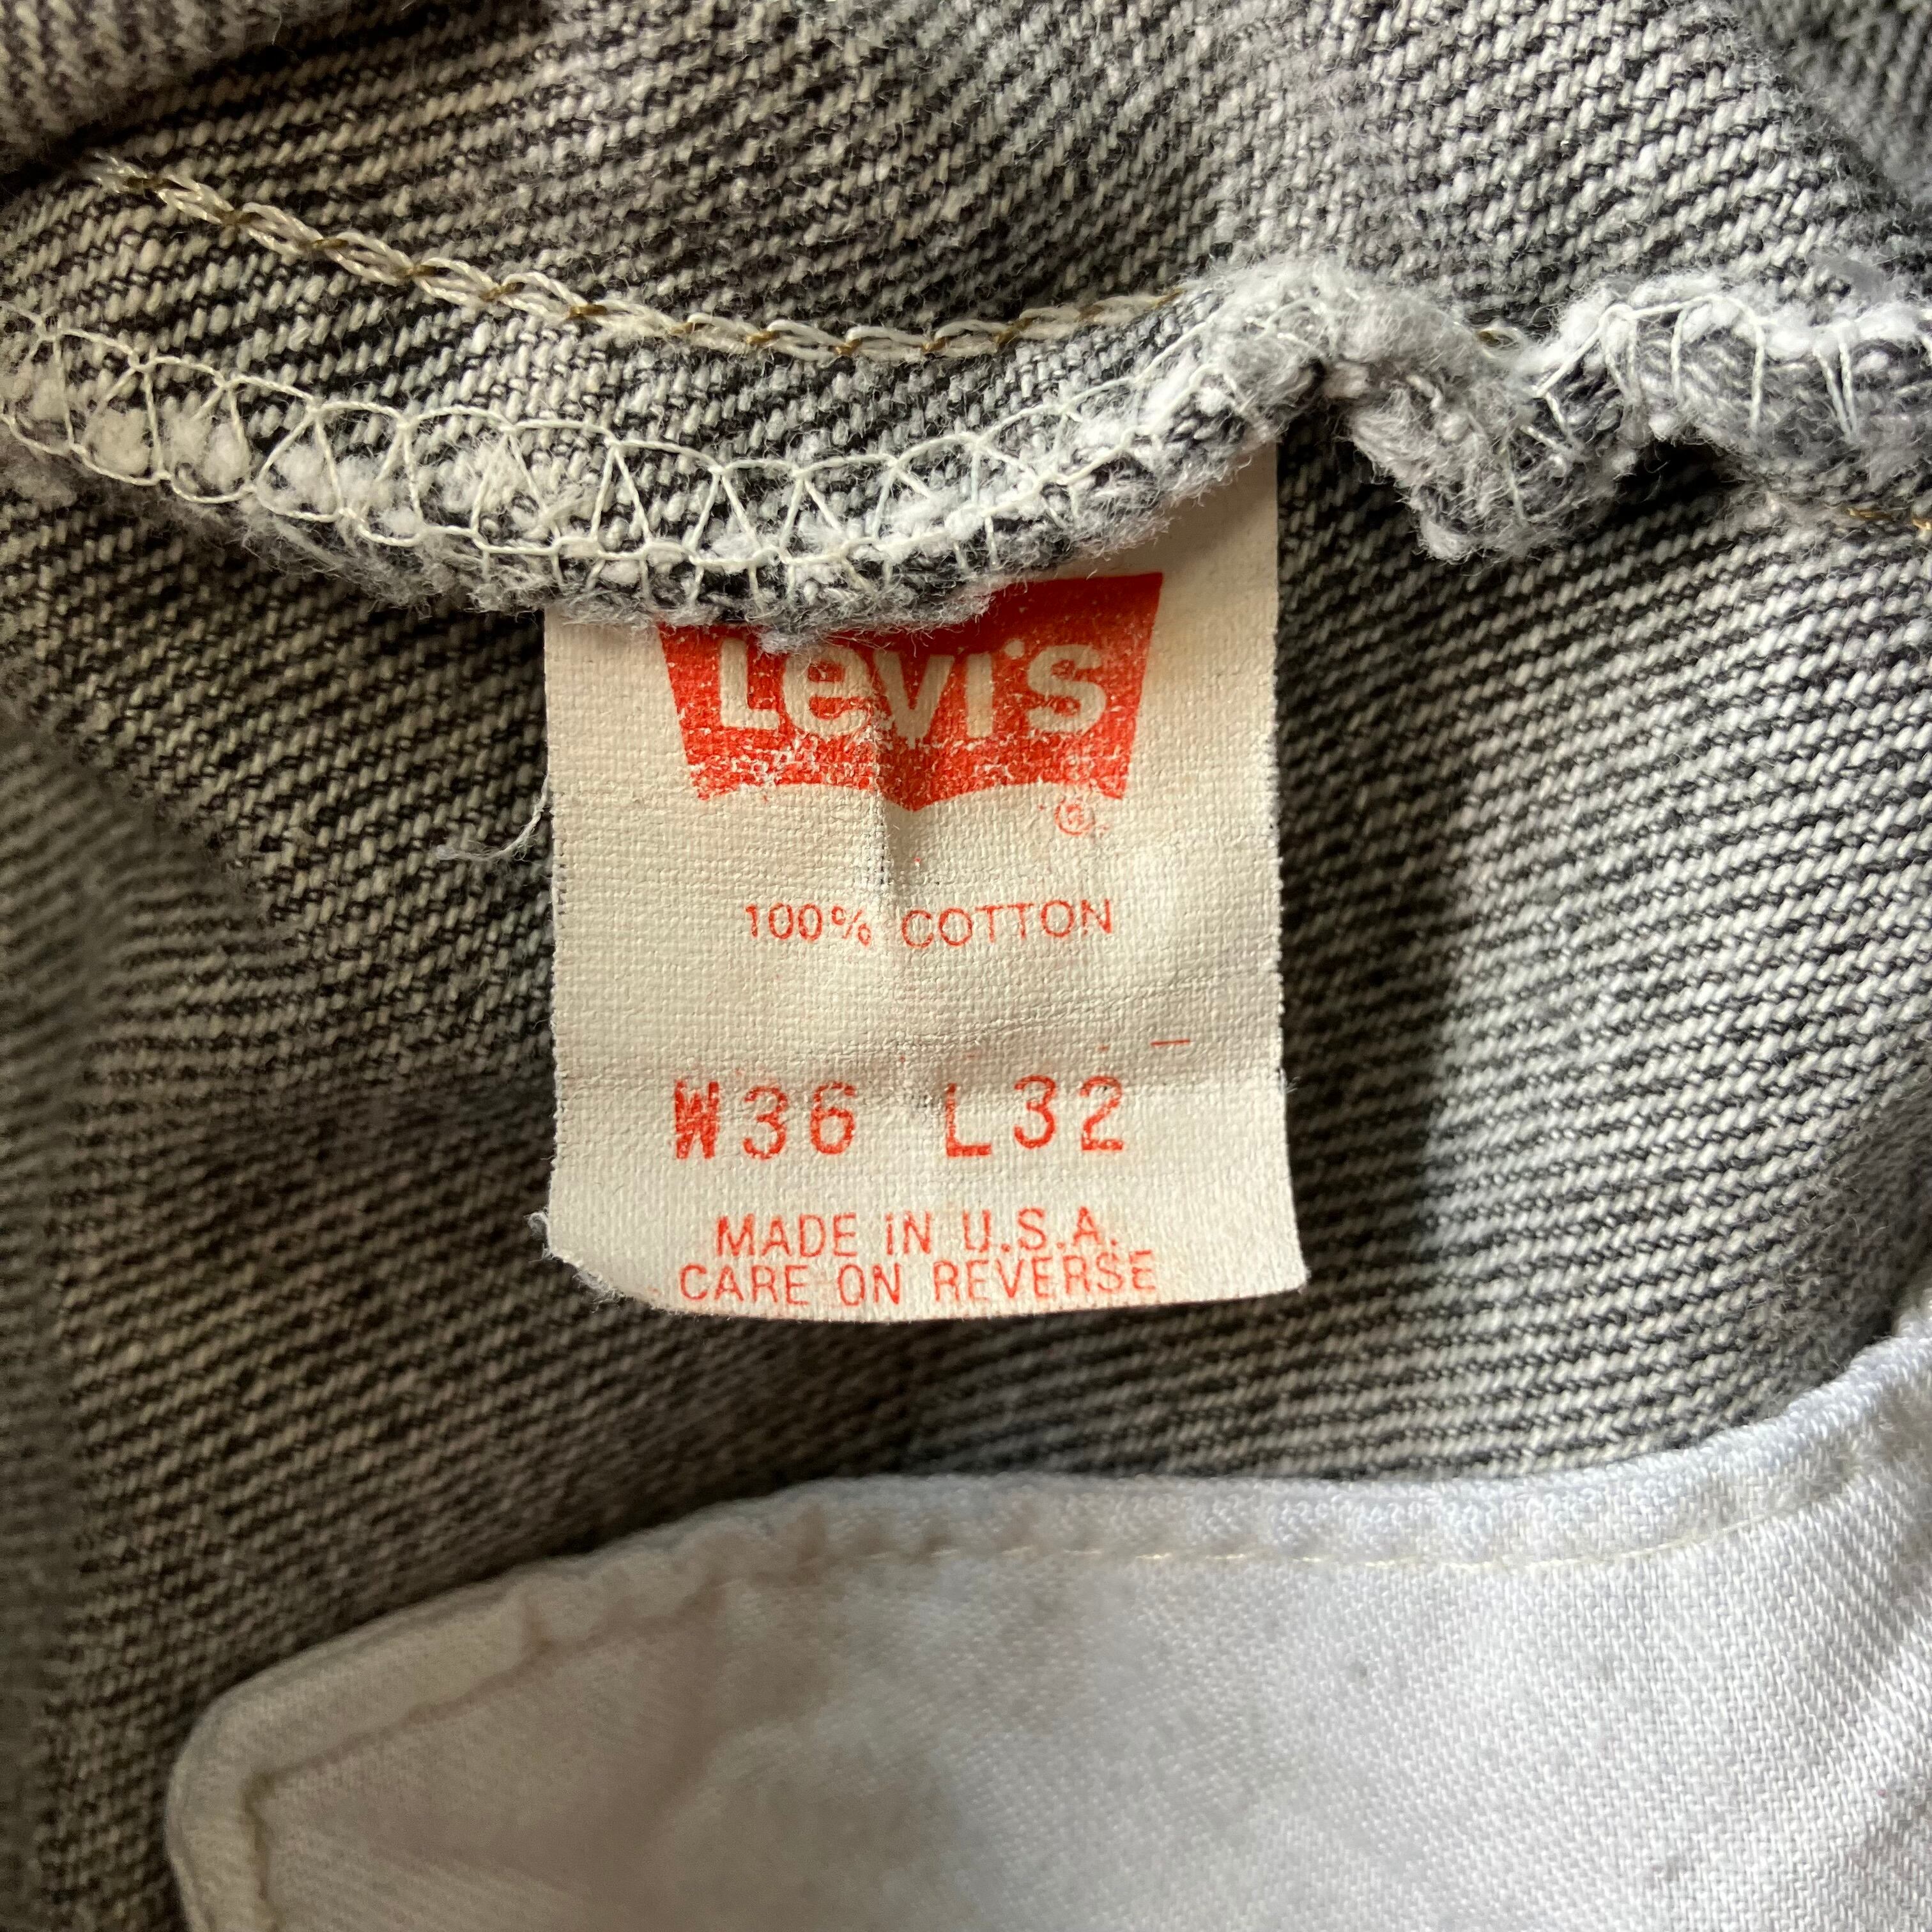 Levi's
®
100% COTTON
W36 L32
MADE IN U.S.A.
CARE ON REVERSE